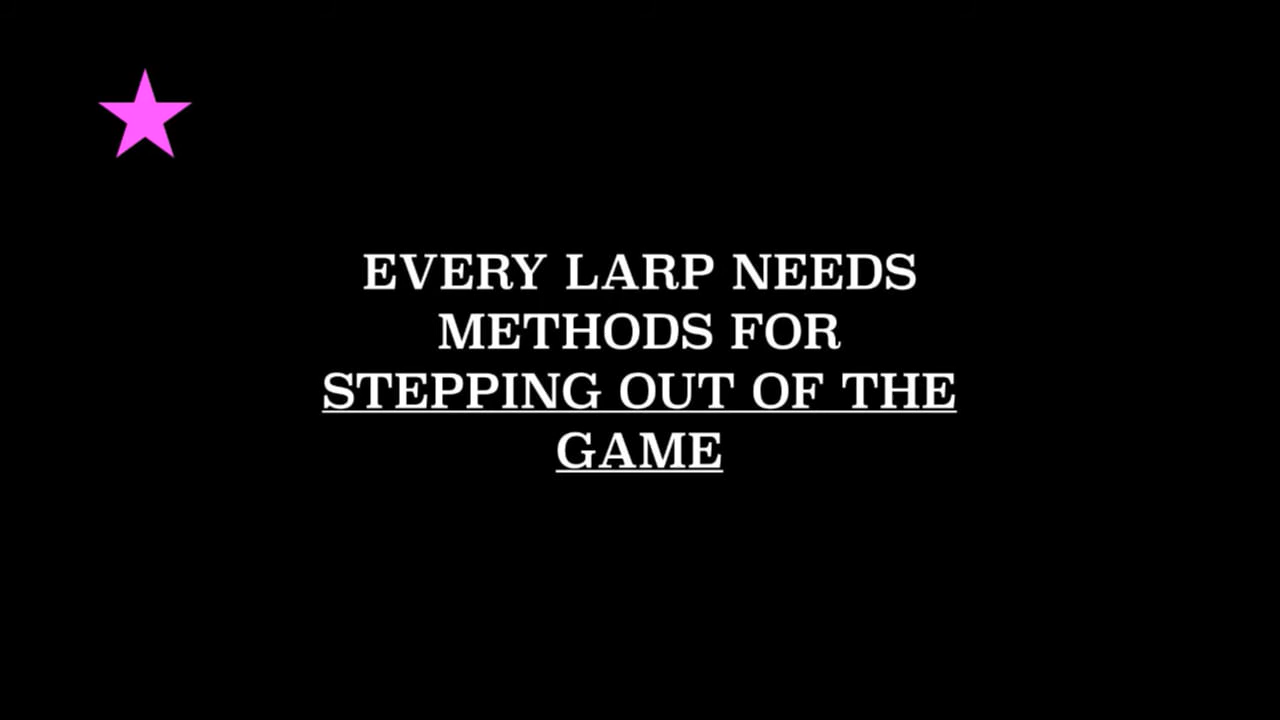 EVERY LARP NEEDS
METHODS FOR
STEPPING OUT OF THE
GAME